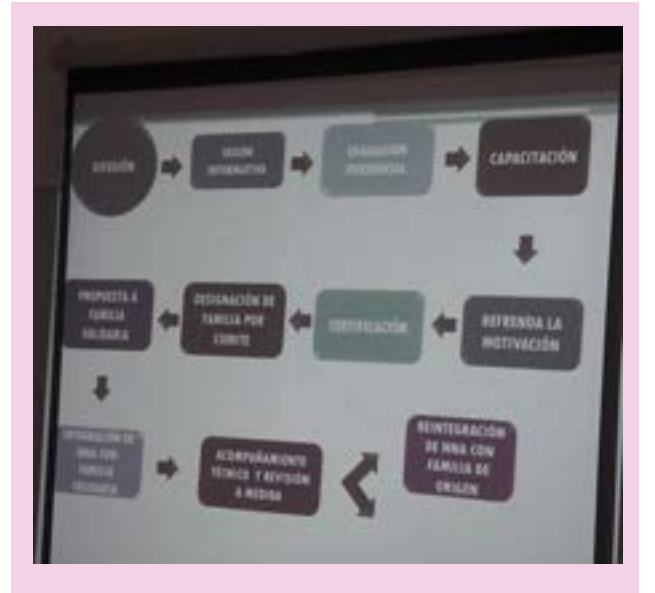 DIFUSIÓN
SESIÓN
INFORMATIVA
EVALUACIÓN
CAPACITACIÓN
PROPUESTA A
FAMILIA
SOLIDARIA
DESIGNACIÓN DE
FAMILIA POR
COMITE
CERTIFICACIÓN
REFRENDA LA
MOTIVACIÓN
INTEGRACIÓN DE
NNA CON
FAMILIA
SOLIDARIA
ACOMPAÑAMIENTO
TÉCNICO Y REVISIÓN
A MEDIDA
REINTEGRACIÓN
DE NNA CON
FAMILIA DE
ORIGEN